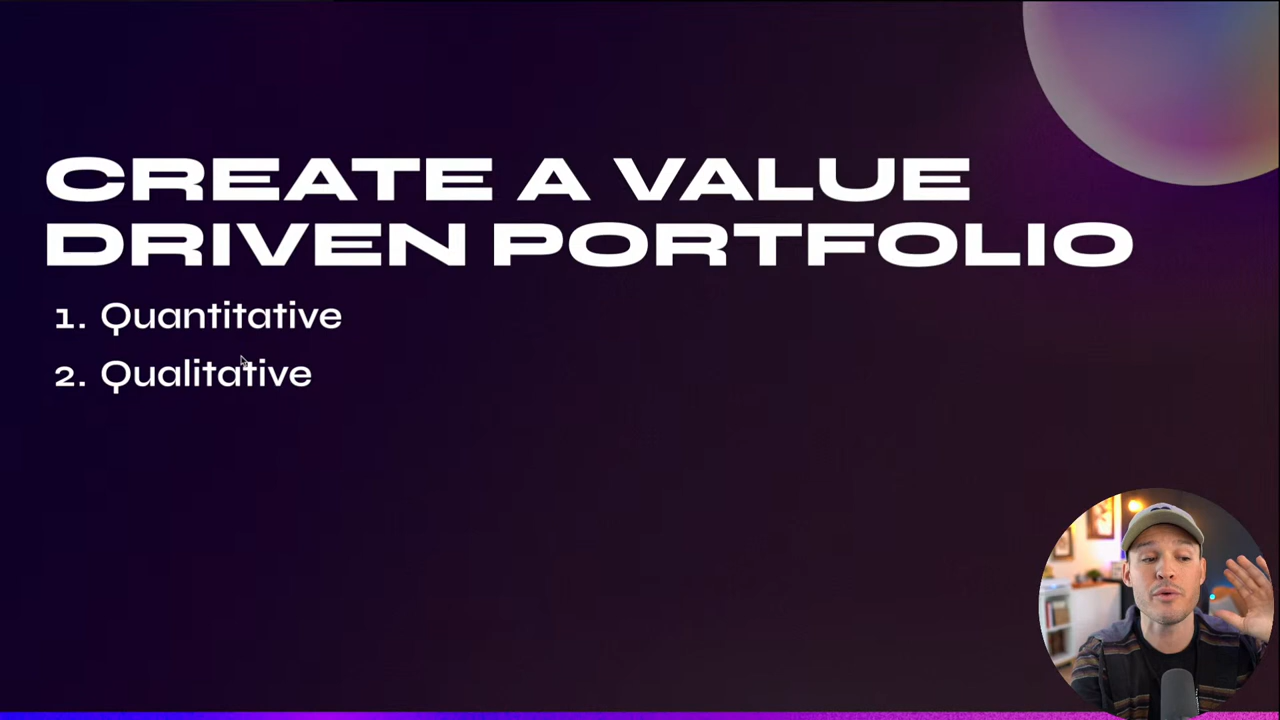 CREATE A VALUE
DRIVEN PORTFOLIO
1. Quantitative
2. Qualitative